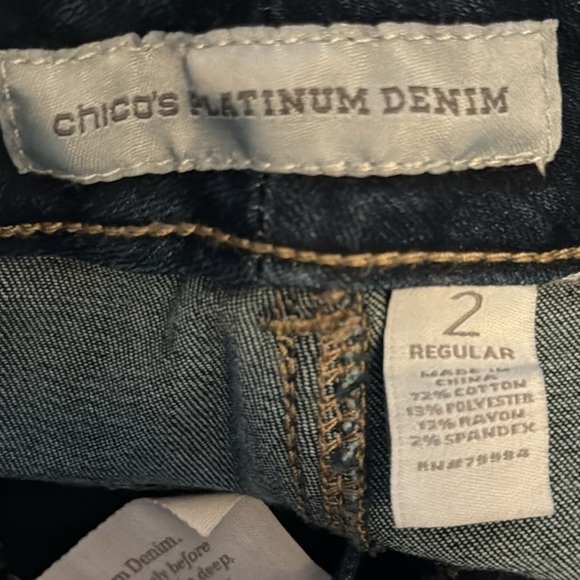 chico's PLATINUM DENIM
2
REGULAR
MADE IN
CHINA
72% COTTON
13% POLYESTER
13% RAYON
2% SPANDEX
RN#79984
Denim.
before
deep,